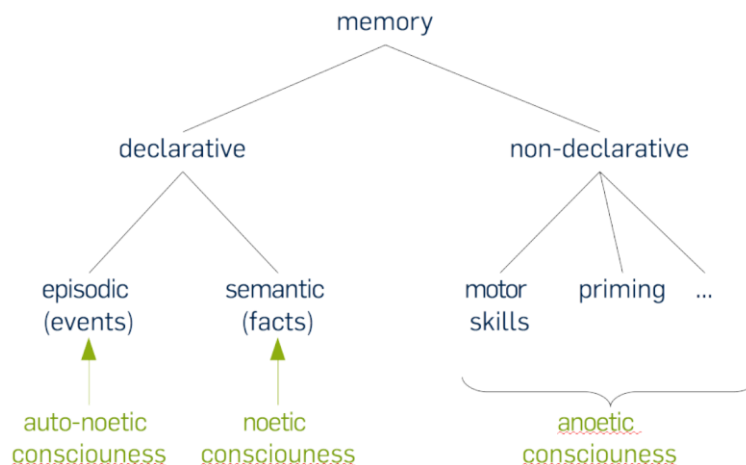 memory
declarative
non-declarative
episodic
(events)
semantic
(facts)
motor
skills
priming
...
auto-noetic
consciouness
noetic
consciouness
anoetic
consciouness